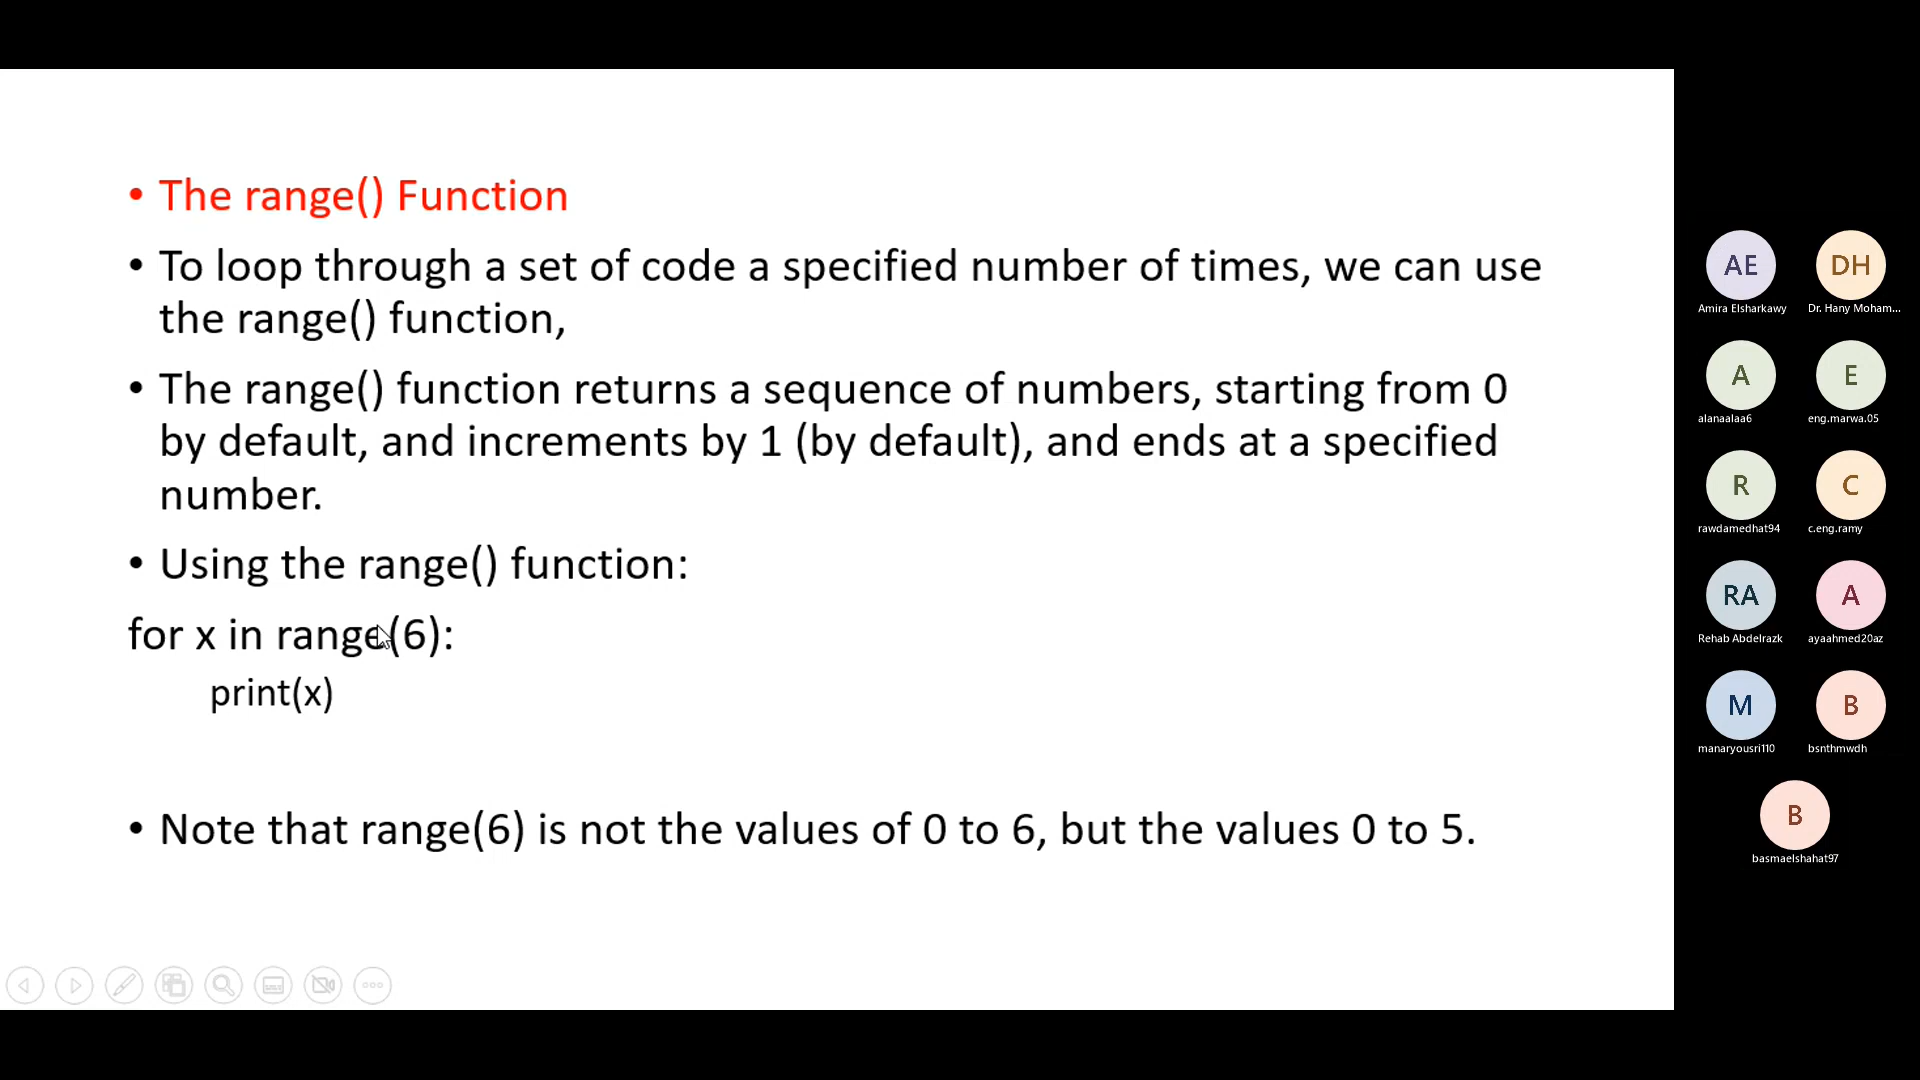 • The range() Function
• To loop through a set of code a specified number of times, we can use
the range() function,
• The range() function returns a sequence of numbers, starting from 0
by default, and increments by 1 (by default), and ends at a specified
number.
• Using the range() function:
for x in range(6):
print(x)
• Note that range(6) is not the values of 0 to 6, but the values 0 to 5.
AE
Amira Elsharkawy
DH
Dr. Hany Moham...
A
alanaalaa6
E
eng.marwa.05
R
rawdamedhat94
C
c.eng.ramy
RA
Rehab Abdelrazk
A
ayaahmed20az
M
manaryousri110
B
bsnthmwdh
B
basmaelshahat97